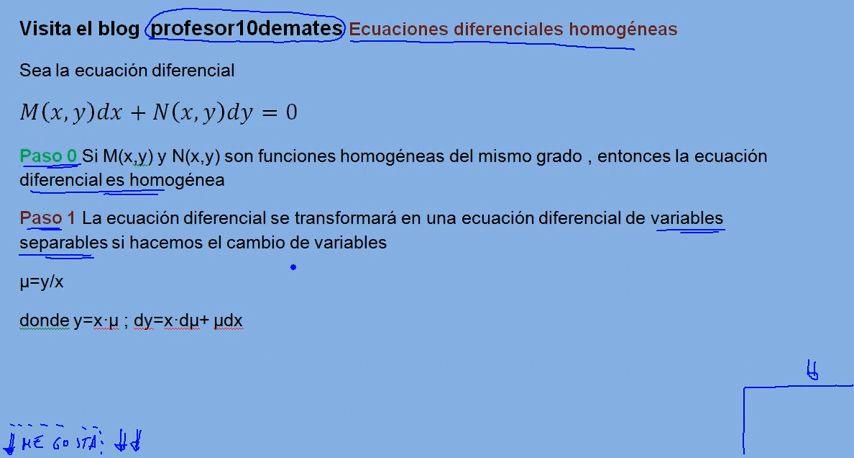 Visita el blog profesor10demates Ecuaciones diferenciales homogéneas
Sea la ecuación diferencial
M(x, y)dx + N(x, y)dy = 0
Paso 0 Si M(x,y) y N(x,y) son funciones homogéneas del mismo grado , entonces la ecuación
diferencial es homogénea
Paso 1 La ecuación diferencial se transformará en una ecuación diferencial de variables
separables si hacemos el cambio de variables
μ=y/x
donde y=x·μ ; dy=x·dμ+ μdx
ME GUSTA